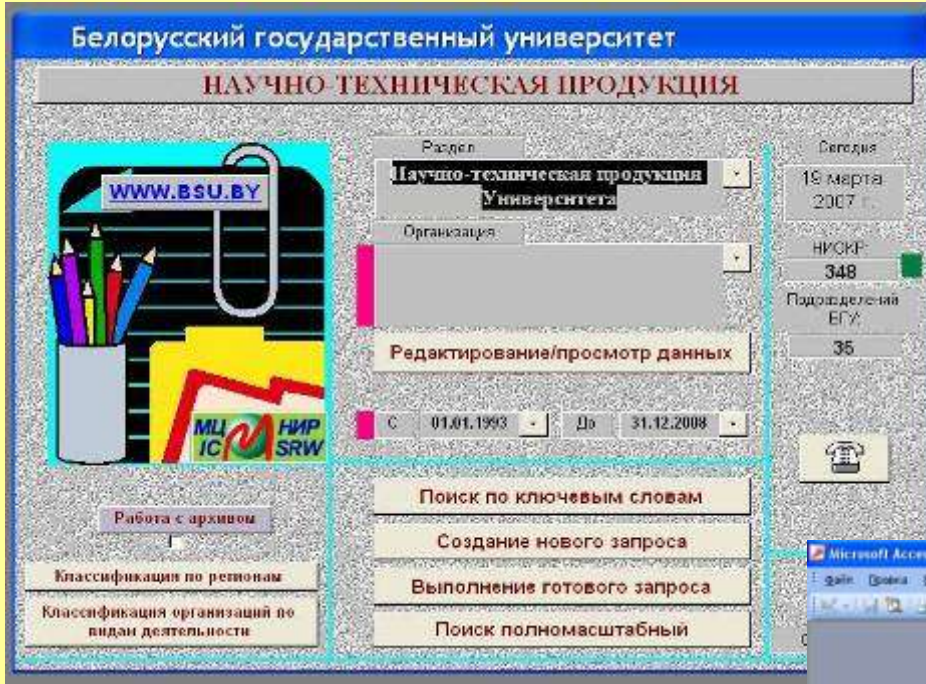 Белорусский государственный университет
НАУЧНО-ТЕХНИЧЕСКАЯ ПРОДУКЦИЯ
WWW.BSU.BY
МЦ НИР
IC SRW
Работа с архивом
Классификация по регионам
Классификация организаций по
видам деятельности
Раздел
Научно-техническая продукция
Университета
Организация
Редактирование/просмотр данных
С 01.01.1993 До 31.12.2008
Поиск по ключевым словам
Создание нового запроса
Выполнение готового запроса
Поиск полномасштабный
Сегодня
19 марта
2007 г.
НИОКР:
348
Подразделений
БГУ:
35
Microsoft Acce
Файл Правка